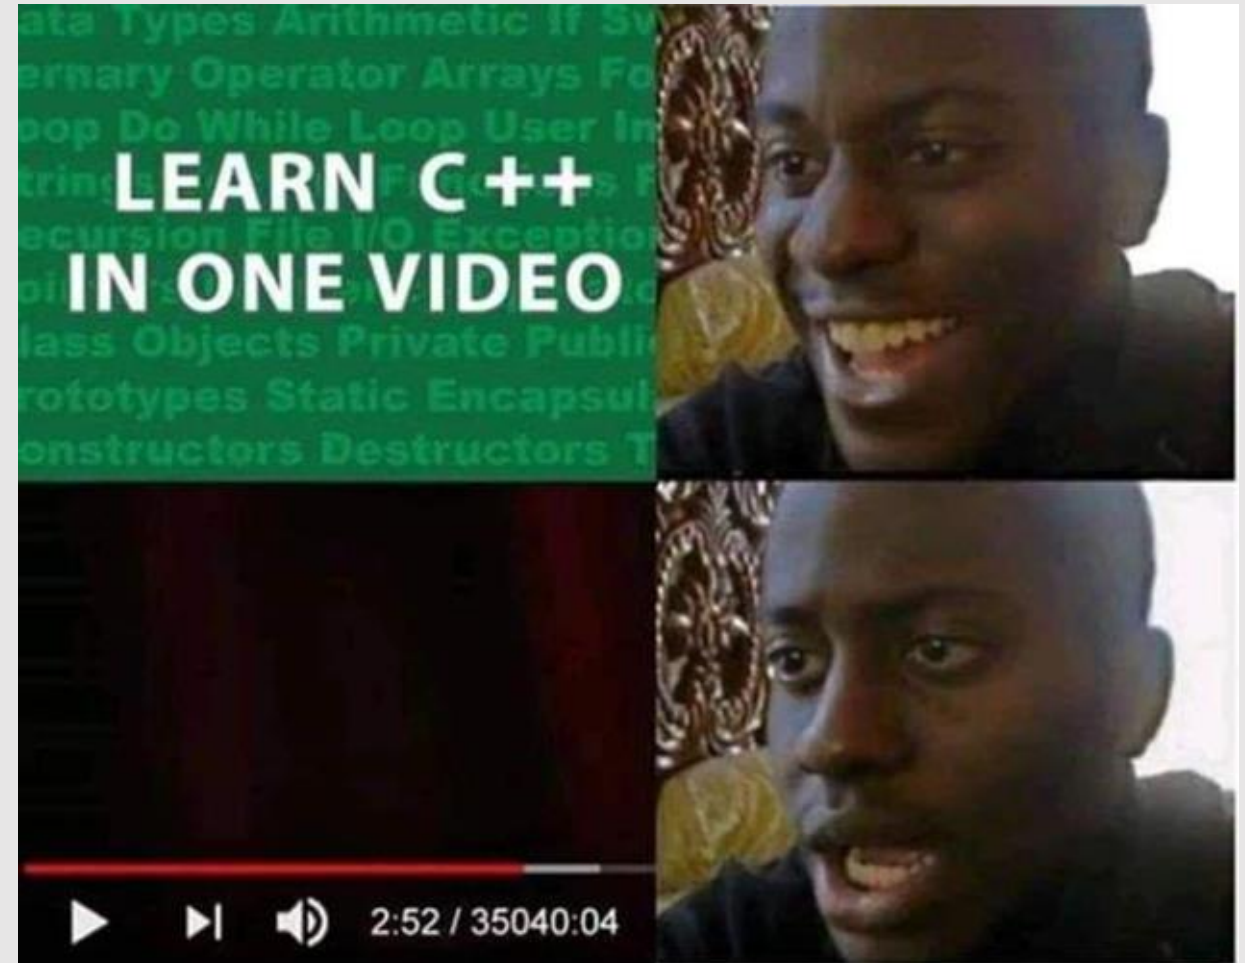 ata Types Arithmetic If Sw
ernary Operator Arrays Fo
oop Do While Loop User In
LEARN C++
ecursion File I/O Exception
IN ONE VIDEO
lass Objects Private Publi
rototypes Static Encapsul
onstructors Destructors T
2:52 / 35040:04